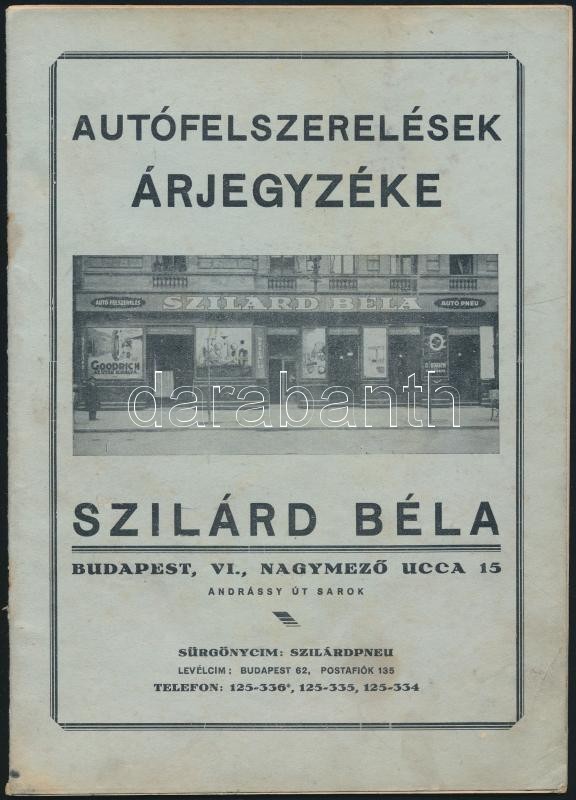 AUTÓFELSZERELÉSEK
ÁRJEGYZÉKE
AUTÓ FELSZERELÉS
SZILÁRD BÉLA
AUTÓ PNEU
GOODRICH
darabanth
SZILÁRD BÉLA
BUDAPEST, VI., NAGYMEZŐ UCCA 15
ANDRÁSSY ÚT SAROK
SÜRGÖNYCIM: SZILÁRDPNEU
LEVÉLCIM: BUDAPEST 62, POSTAFIÓK 135
TELEFON: 125-336*, 125-335, 125-334